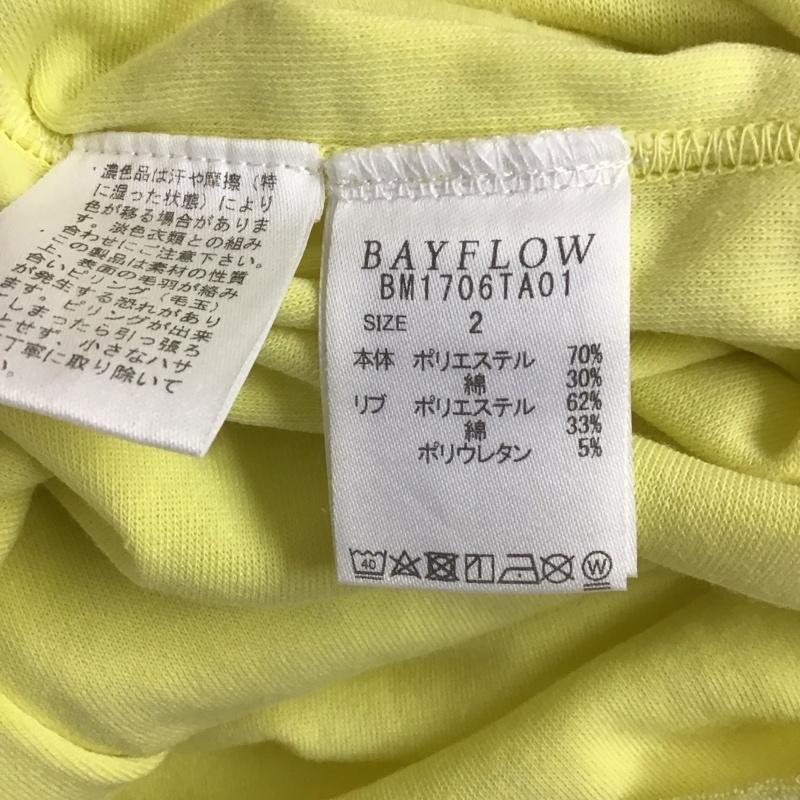 ・濃色品は汗や摩擦（特
に湿った状態）により
色が移る場合がありま
す。淡色衣類との組み
合わせにご注意下さい。
・この製品は素材の性質
上、表面の毛羽が絡み
合いピリング（毛玉）
が発生する恐れがあり
ます。ピリングが出来
てしまったら引っ張ろ
とせず、小さなハサ
丁寧に取り除いて
い。
BAYFLOW
BM1706TA01
SIZE 2
本体 ポリエステル 70%
綿 30%
リブ ポリエステル 62%
綿 33%
ポリウレタン 5%
40
W